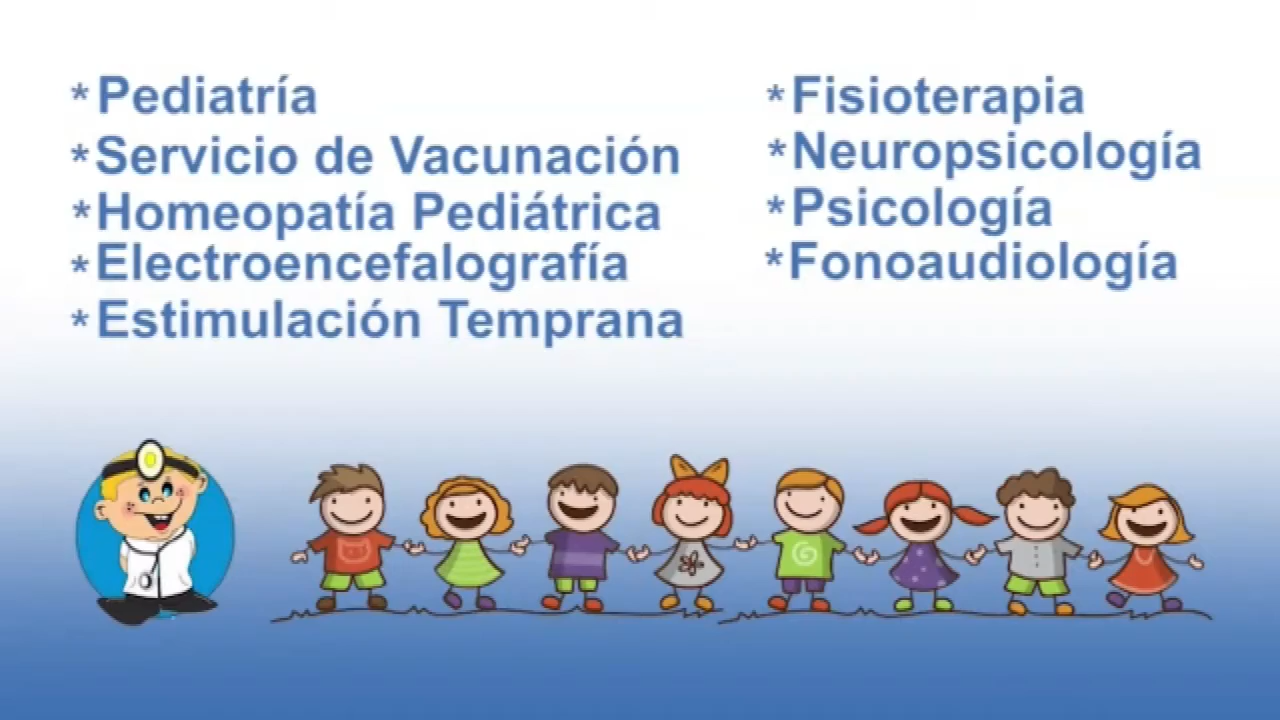 *Pediatría
*Servicio de Vacunación
*Homeopatía Pediátrica
*Electroencefalografía
*Estimulación Temprana
*Fisioterapia
*Neuropsicología
*Psicología
*Fonoaudiología